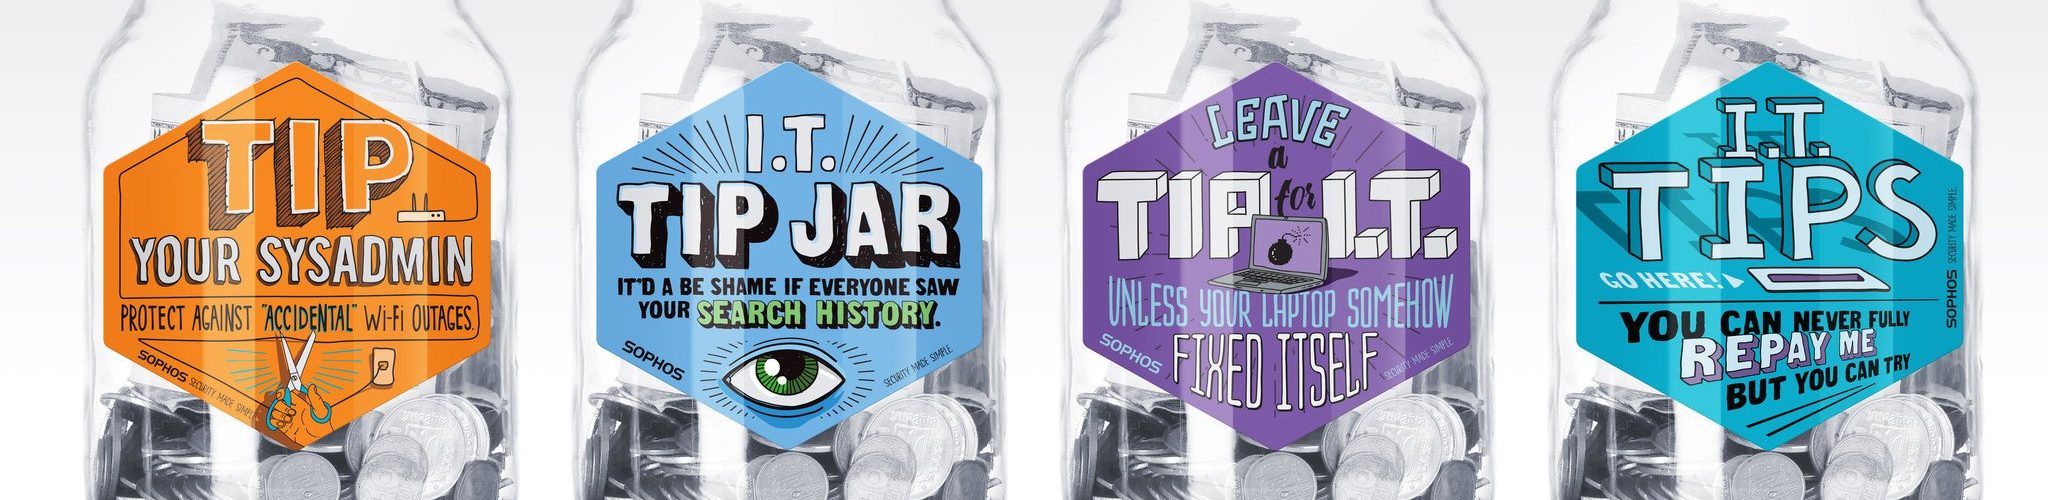 TIP
YOUR SYSADMIN
PROTECT AGAINST "ACCIDENTAL" Wi-Fi OUTAGES.
SOPHOS SECURITY MADE SIMPLE
I.T.
TIP JAR
IT'D A BE SHAME IF EVERYONE SAW
YOUR SEARCH HISTORY.
SOPHOS
SECURITY MADE SIMPLE
LEAVE
a
TIP for I.T.
UNLESS YOUR LAPTOP SOMEHOW
FIXED ITSELF
SOPHOS
SECURITY MADE SIMPLE
I.T.
TIPS
GO HERE!
YOU CAN NEVER FULLY
REPAY ME
BUT YOU CAN TRY
SOPHOS SECURITY MADE SIMPLE